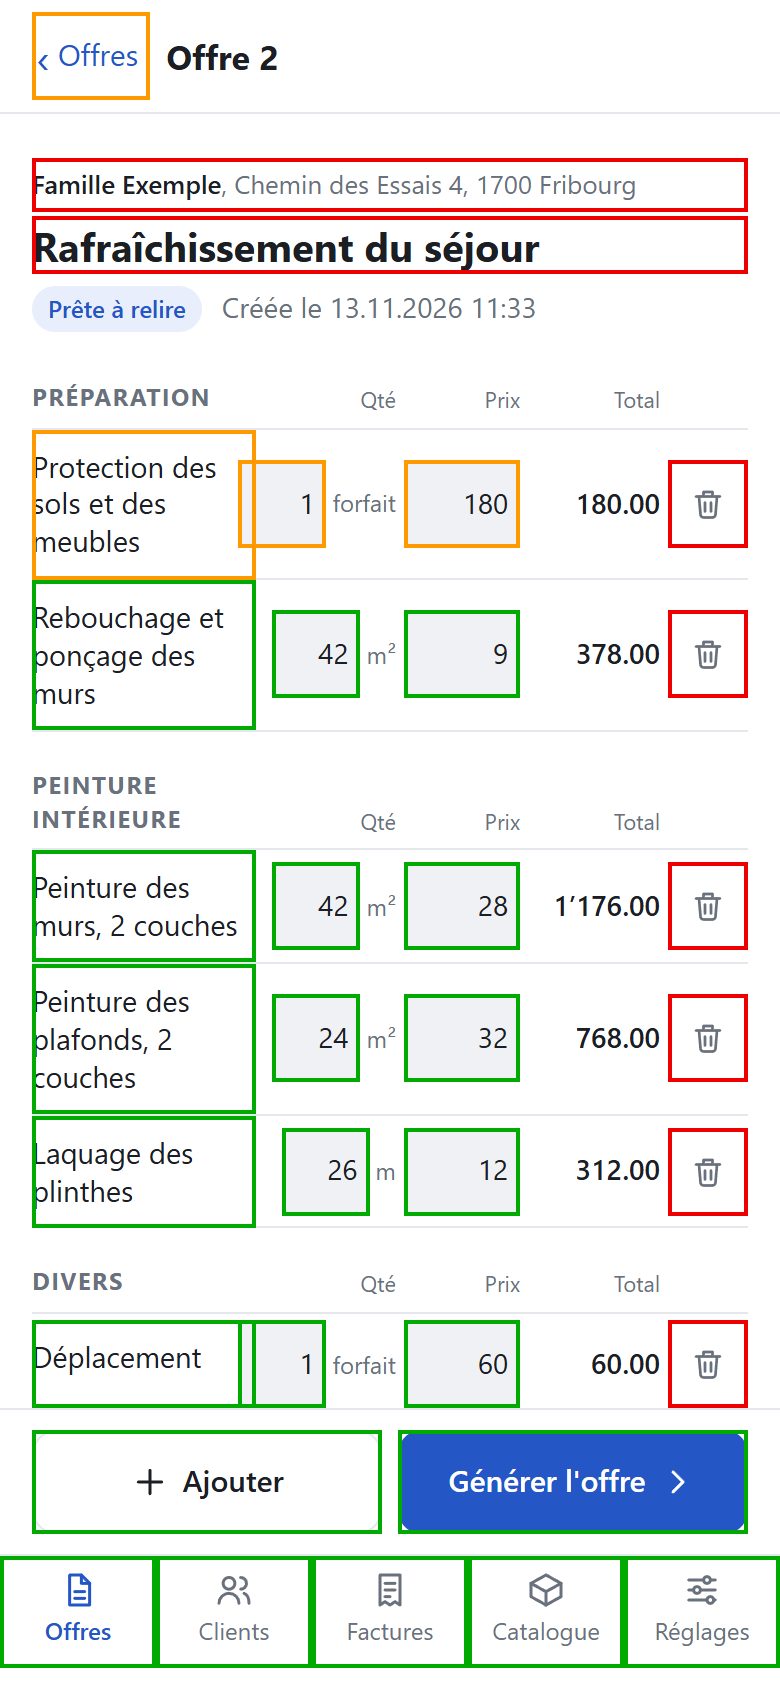 ‹ Offres Offre 2
Famille Exemple, Chemin des Essais 4, 1700 Fribourg
Rafraîchissement du séjour
Prête à relire Créée le 13.11.2026 11:33
PRÉPARATION Qté Prix Total
Protection des
sols et des 1 forfait 180 180.00
meubles
Rebouchage et
ponçage des 42 m² 9 378.00
murs
PEINTURE
INTÉRIEURE Qté Prix Total
Peinture des
murs, 2 couches 42 m² 28 1’176.00
Peinture des
plafonds, 2 24 m² 32 768.00
couches
Laquage des
plinthes 26 m 12 312.00
DIVERS Qté Prix Total
Déplacement 1 forfait 60 60.00
+ Ajouter Générer l'offre >
Offres Clients Factures Catalogue Réglages